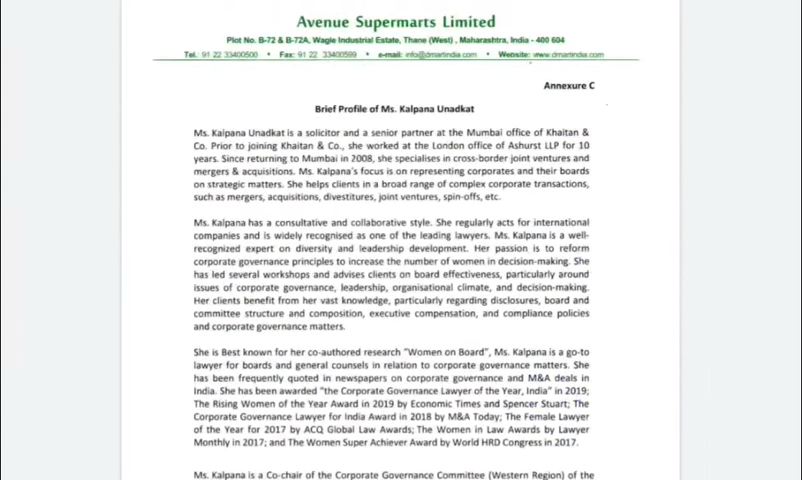 Avenue Supermarts Limited
Plot No. B-72 & B-72A, Wagle Industrial Estate, Thane (West) , Maharashtra, India - 400 604
Tel.: 91 22 33400500 • Fax: 91 22 33400599 • e-mail: info@dmartindia.com • Website: www.dmartindia.com
Annexure C
Brief Profile of Ms. Kalpana Unadkat
Ms. Kalpana Unadkat is a solicitor and a senior partner at the Mumbai office of Khaitan &
Co. Prior to joining Khaitan & Co., she worked at the London office of Ashurst LLP for 10
years. Since returning to Mumbai in 2008, she specialises in cross-border joint ventures and
mergers & acquisitions. Ms. Kalpana's focus is on representing corporates and their boards
on strategic matters. She helps clients in a broad range of complex corporate transactions,
such as mergers, acquisitions, divestitures, joint ventures, spin-offs, etc.
Ms. Kalpana has a consultative and collaborative style. She regularly acts for international
companies and is widely recognised as one of the leading lawyers. Ms. Kalpana is a well-
recognized expert on diversity and leadership development. Her passion is to reform
corporate governance principles to increase the number of women in decision-making. She
has led several workshops and advises clients on board effectiveness, particularly around
issues of corporate governance, leadership, organisational climate, and decision-making.
Her clients benefit from her vast knowledge, particularly regarding disclosures, board and
committee structure and composition, executive compensation, and compliance policies
and corporate governance matters.
She is Best known for her co-authored research "Women on Board", Ms. Kalpana is a go-to
lawyer for boards and general counsels in relation to corporate governance matters. She
has been frequently quoted in newspapers on corporate governance and M&A deals in
India. She has been awarded "the Corporate Governance Lawyer of the Year, India" in 2019;
The Rising Women of the Year Award in 2019 by Economic Times and Spencer Stuart; The
Corporate Governance Lawyer for India Award in 2018 by M&A Today; The Female Lawyer
of the Year for 2017 by ACQ Global Law Awards; The Women in Law Awards by Lawyer
Monthly in 2017; and The Women Super Achiever Award by World HRD Congress in 2017.
Ms. Kalpana is a Co-chair of the Corporate Governance Committee (Western Region) of the